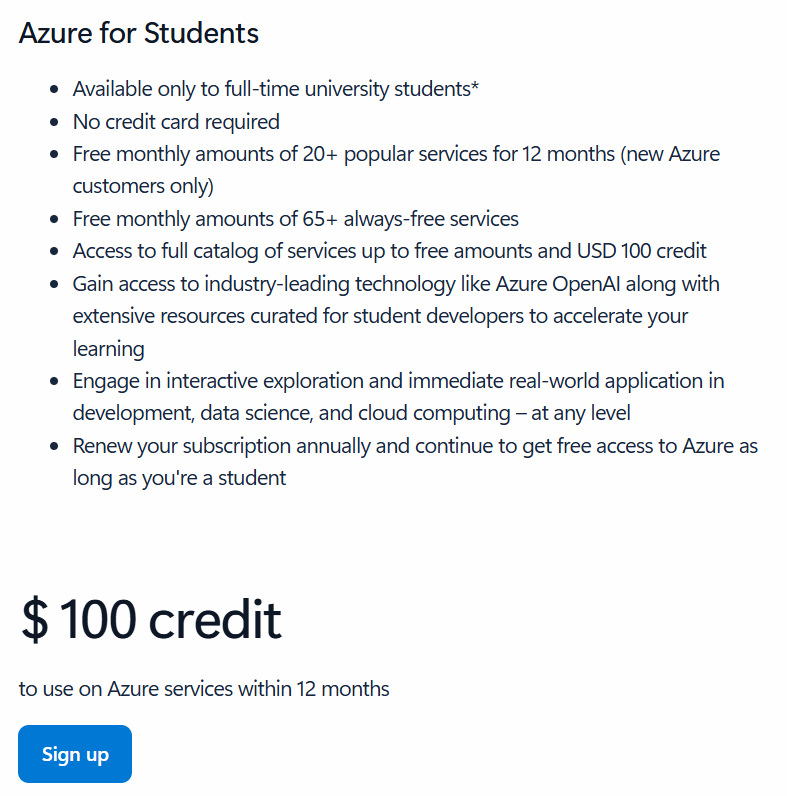 Azure for Students
• Available only to full-time university students*
• No credit card required
• Free monthly amounts of 20+ popular services for 12 months (new Azure
customers only)
• Free monthly amounts of 65+ always-free services
• Access to full catalog of services up to free amounts and USD 100 credit
• Gain access to industry-leading technology like Azure OpenAI along with
extensive resources curated for student developers to accelerate your
learning
• Engage in interactive exploration and immediate real-world application in
development, data science, and cloud computing – at any level
• Renew your subscription annually and continue to get free access to Azure as
long as you're a student
$ 100 credit
to use on Azure services within 12 months
Sign up